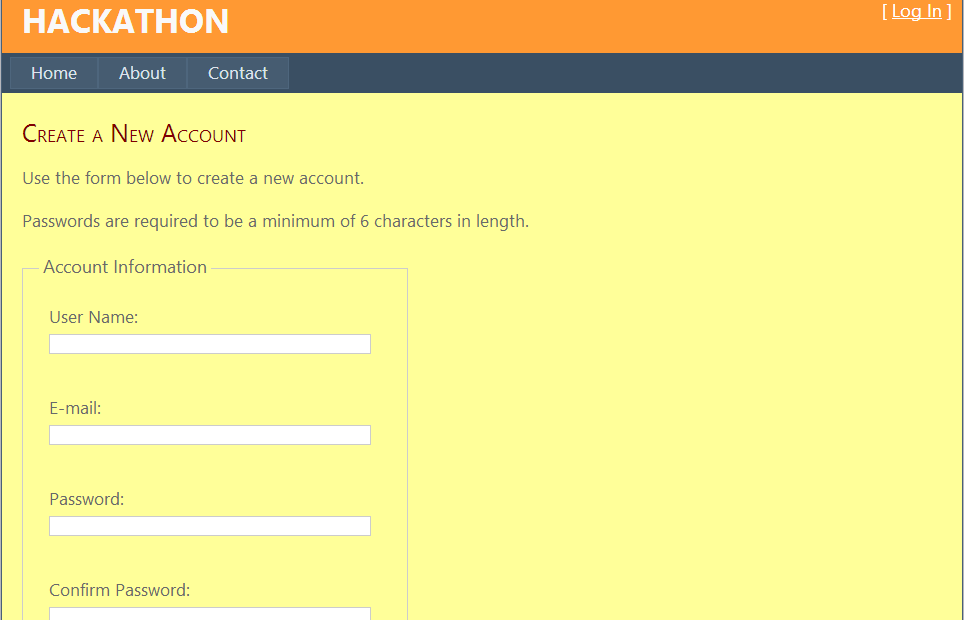 HACKATHON
[ Log In ]
Home About Contact
Create a New Account
Use the form below to create a new account.
Passwords are required to be a minimum of 6 characters in length.
Account Information
User Name:
E-mail:
Password:
Confirm Password: